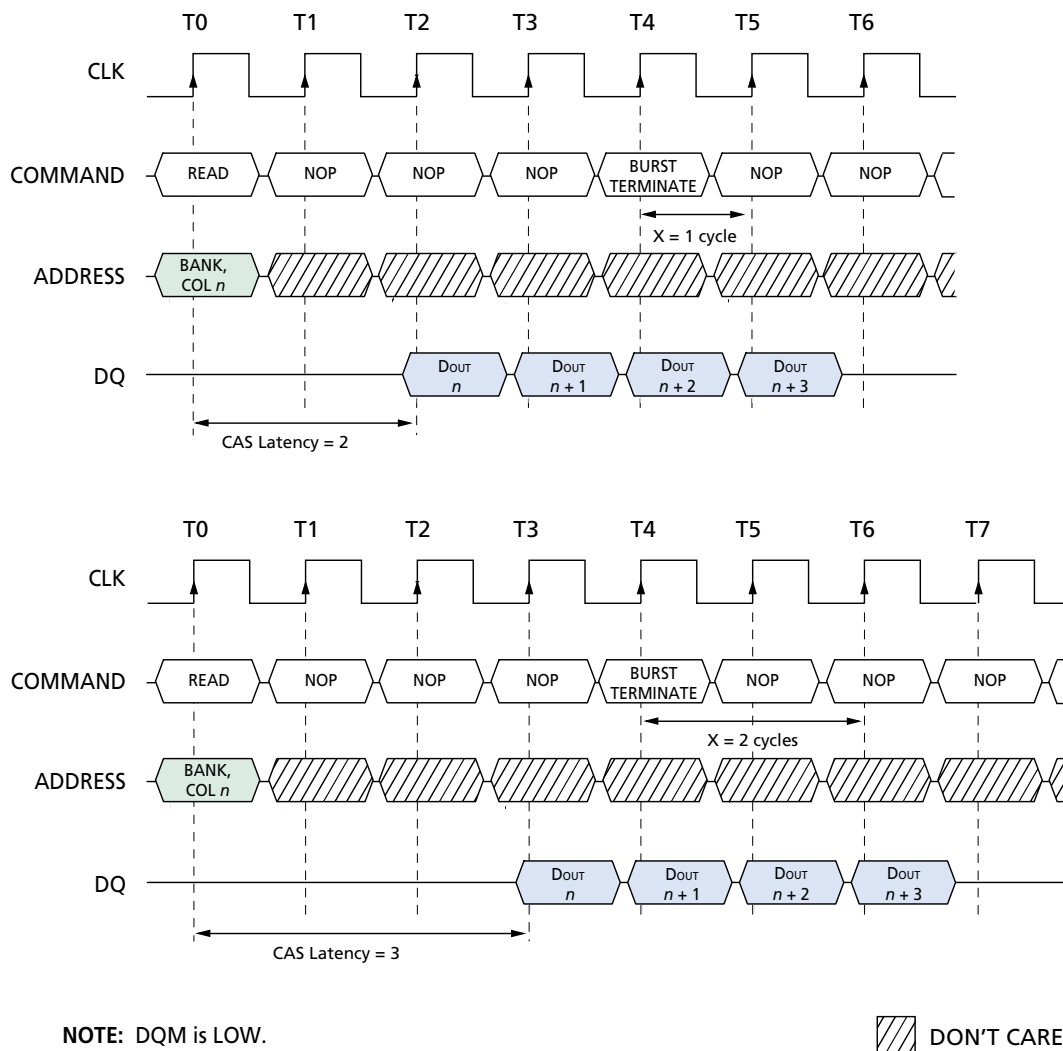 T0 T1 T2 T3 T4 T5 T6
CLK
COMMAND READ NOP NOP NOP BURST TERMINATE NOP NOP
X = 1 cycle
ADDRESS BANK, COL n
DQ DOUT n DOUT n + 1 DOUT n + 2 DOUT n + 3
CAS Latency = 2
T0 T1 T2 T3 T4 T5 T6 T7
CLK
COMMAND READ NOP NOP NOP BURST TERMINATE NOP NOP NOP
X = 2 cycles
ADDRESS BANK, COL n
DQ DOUT n DOUT n + 1 DOUT n + 2 DOUT n + 3
CAS Latency = 3
NOTE: DQM is LOW.
DON'T CARE